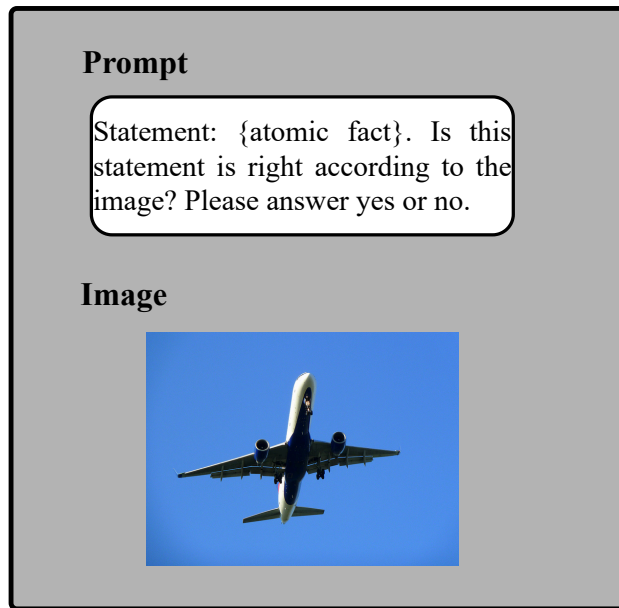 Prompt
Statement: {atomic fact}. Is this
statement is right according to the
image? Please answer yes or no.
Image